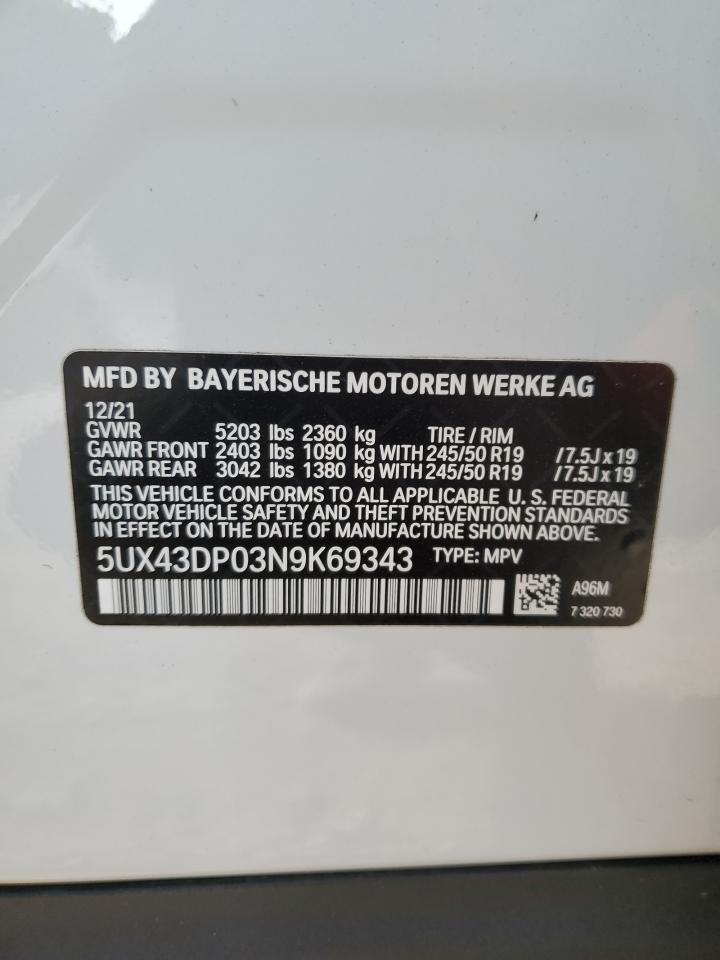 MFD BY BAYERISCHE MOTOREN WERKE AG
12/21
GVWR 5203 lbs 2360 kg TIRE / RIM
GAWR FRONT 2403 lbs 1090 kg WITH 245/50 R19 / 7.5J x 19
GAWR REAR 3042 lbs 1380 kg WITH 245/50 R19 / 7.5J x 19
THIS VEHICLE CONFORMS TO ALL APPLICABLE U. S. FEDERAL
MOTOR VEHICLE SAFETY AND THEFT PREVENTION STANDARDS
IN EFFECT ON THE DATE OF MANUFACTURE SHOWN ABOVE.
5UX43DP03N9K69343 TYPE: MPV
A96M
7 320 730